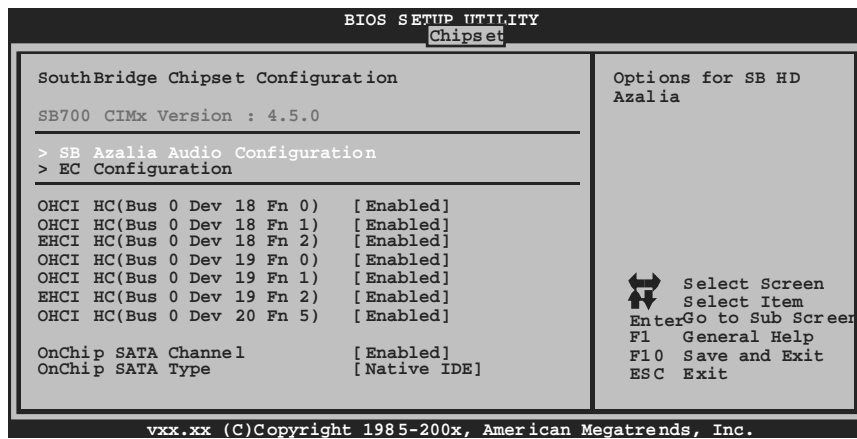 BIOS SETUP UTILITY
Chipset
SouthBridge Chipset Configuration
SB700 CIMx Version : 4.5.0
> SB Azalia Audio Configuration
> EC Configuration
OHCI HC(Bus 0 Dev 18 Fn 0) [Enabled]
OHCI HC(Bus 0 Dev 18 Fn 1) [Enabled]
EHCI HC(Bus 0 Dev 18 Fn 2) [Enabled]
OHCI HC(Bus 0 Dev 19 Fn 0) [Enabled]
OHCI HC(Bus 0 Dev 19 Fn 1) [Enabled]
EHCI HC(Bus 0 Dev 19 Fn 2) [Enabled]
OHCI HC(Bus 0 Dev 20 Fn 5) [Enabled]
OnChip SATA Channel [Enabled]
OnChip SATA Type [Native IDE]
Options for SB HD
Azalia
Select Screen
Select Item
Enter Go to Sub Screen
F1 General Help
F10 Save and Exit
ESC Exit
vxx.xx (C)Copyright 1985-200x, American Megatrends, Inc.